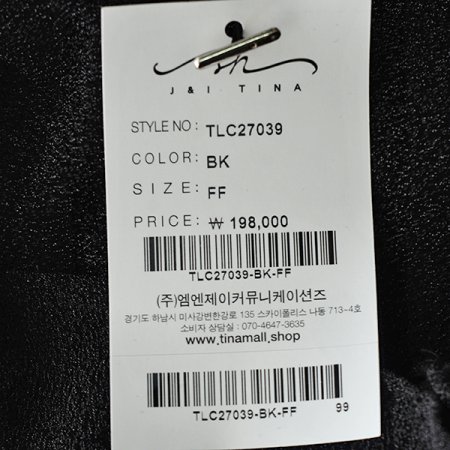 J & I TINA
STYLE NO : TLC27039
COLOR: BK
SIZE: FF
PRICE: ₩ 198,000
TLC27039-BK-FF
(주)엠엔제이커뮤니케이션즈
경기도 하남시 미사강변한강로 135 스카이폴리스 나동 713-4호
소비자 상담실 : 070-4647-3635
www.tinamall.shop
TLC27039-BK-FF 99